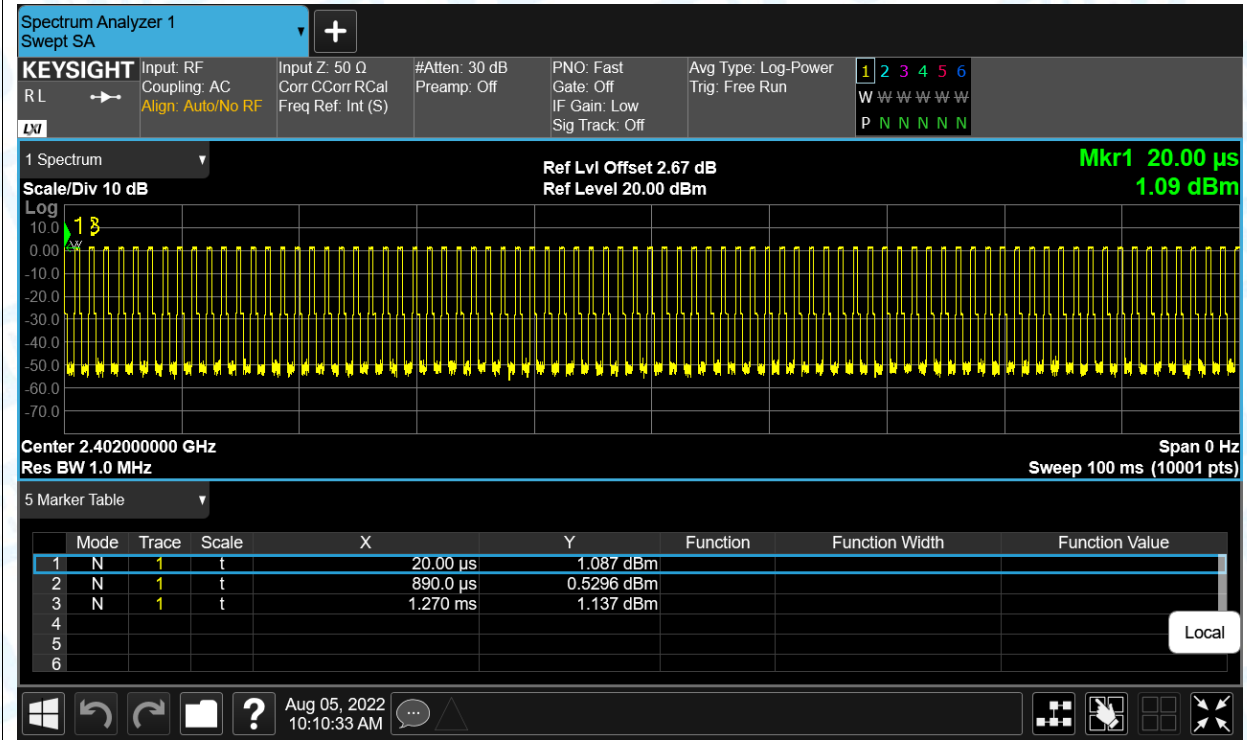 Spectrum Analyzer 1
Swept SA
KEYSIGHT
R L
LXI
Input: RF
Coupling: AC
Align: Auto/No RF
Input Z: 50 Ω
Corr CCorr RCal
Freq Ref: Int (S)
#Atten: 30 dB
Preamp: Off
PNO: Fast
Gate: Off
IF Gain: Low
Sig Track: Off
Avg Type: Log-Power
Trig: Free Run
1 2 3 4 5 6
W W W W W W
P N N N N N
1 Spectrum
Scale/Div 10 dB
Ref Lvl Offset 2.67 dB
Ref Level 20.00 dBm
Mkr1 20.00 µs
1.09 dBm
Log
10.0
0.00
-10.0
-20.0
-30.0
-40.0
-50.0
-60.0
-70.0
1
3
Center 2.402000000 GHz
Res BW 1.0 MHz
Span 0 Hz
Sweep 100 ms (10001 pts)
5 Marker Table
Mode Trace Scale X Y Function Function Width Function Value
1 N 1 t 20.00 µs 1.087 dBm
2 N 1 t 890.0 µs 0.5296 dBm
3 N 1 t 1.270 ms 1.137 dBm
4
5
6
Local
?
Aug 05, 2022
10:10:33 AM